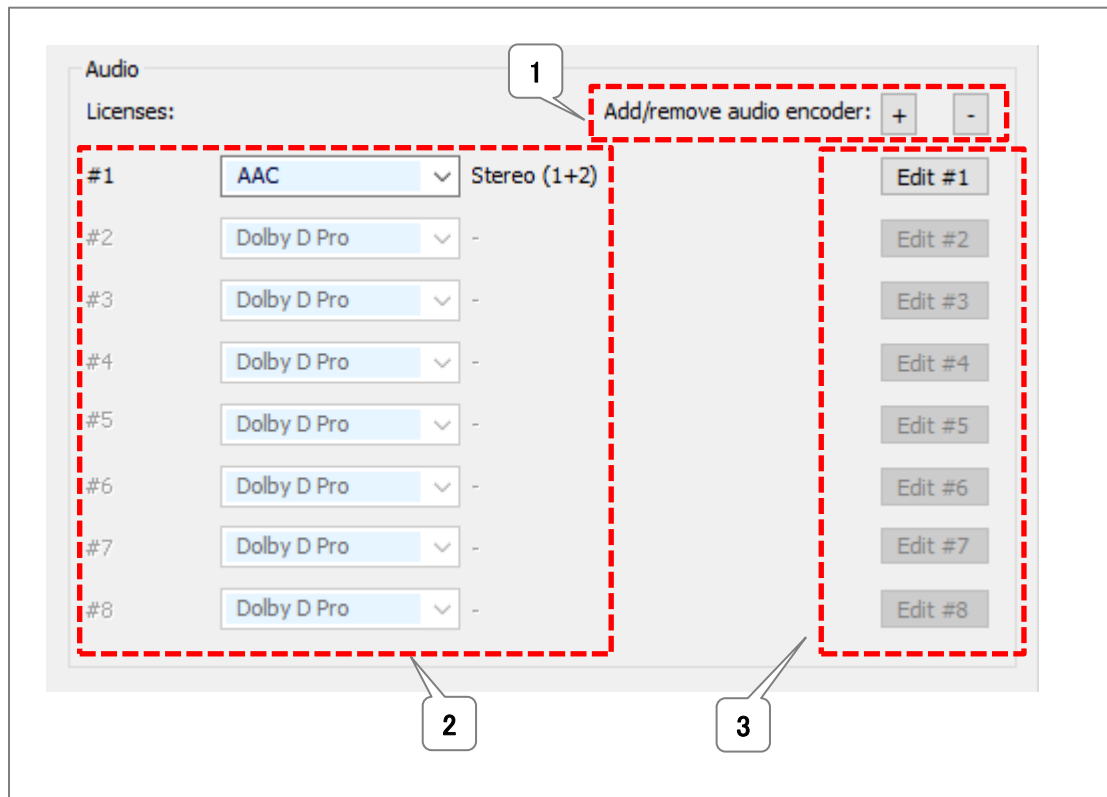 Audio
1
Licenses: Add/remove audio encoder: + -
#1 AAC Stereo (1+2) Edit #1
#2 Dolby D Pro - Edit #2
#3 Dolby D Pro - Edit #3
#4 Dolby D Pro - Edit #4
#5 Dolby D Pro - Edit #5
#6 Dolby D Pro - Edit #6
#7 Dolby D Pro - Edit #7
#8 Dolby D Pro - Edit #8
2 3